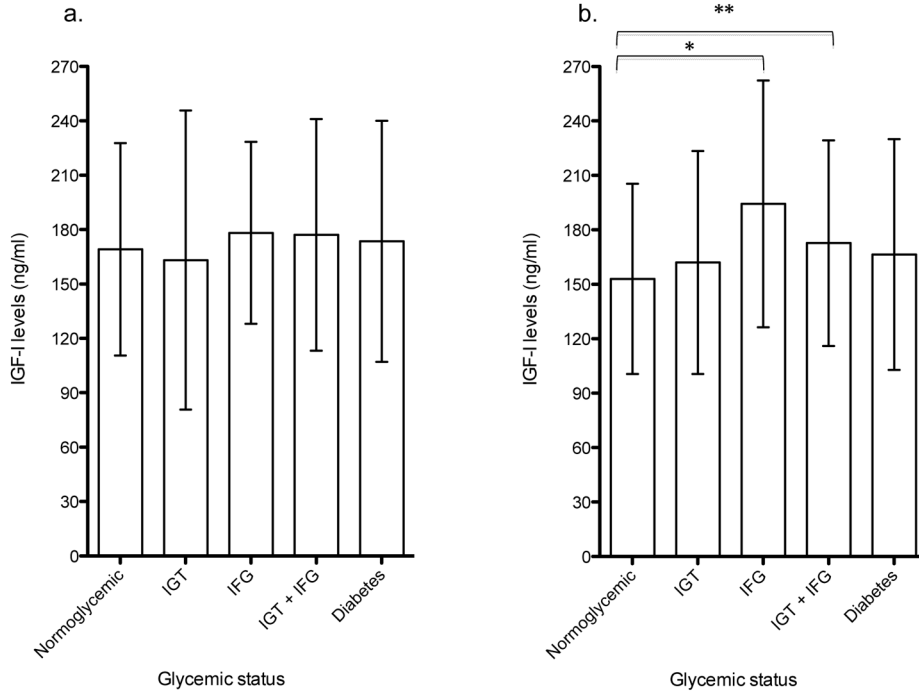 a.
IGF-I levels (ng/ml)
270
240
210
180
150
120
90
60
30
0
Normoglycemic
IGT
IFG
IGT + IFG
Diabetes
Glycemic status
b.
**
*
IGF-I levels (ng/ml)
270
240
210
180
150
120
90
60
30
0
Normoglycemic
IGT
IFG
IGT + IFG
Diabetes
Glycemic status